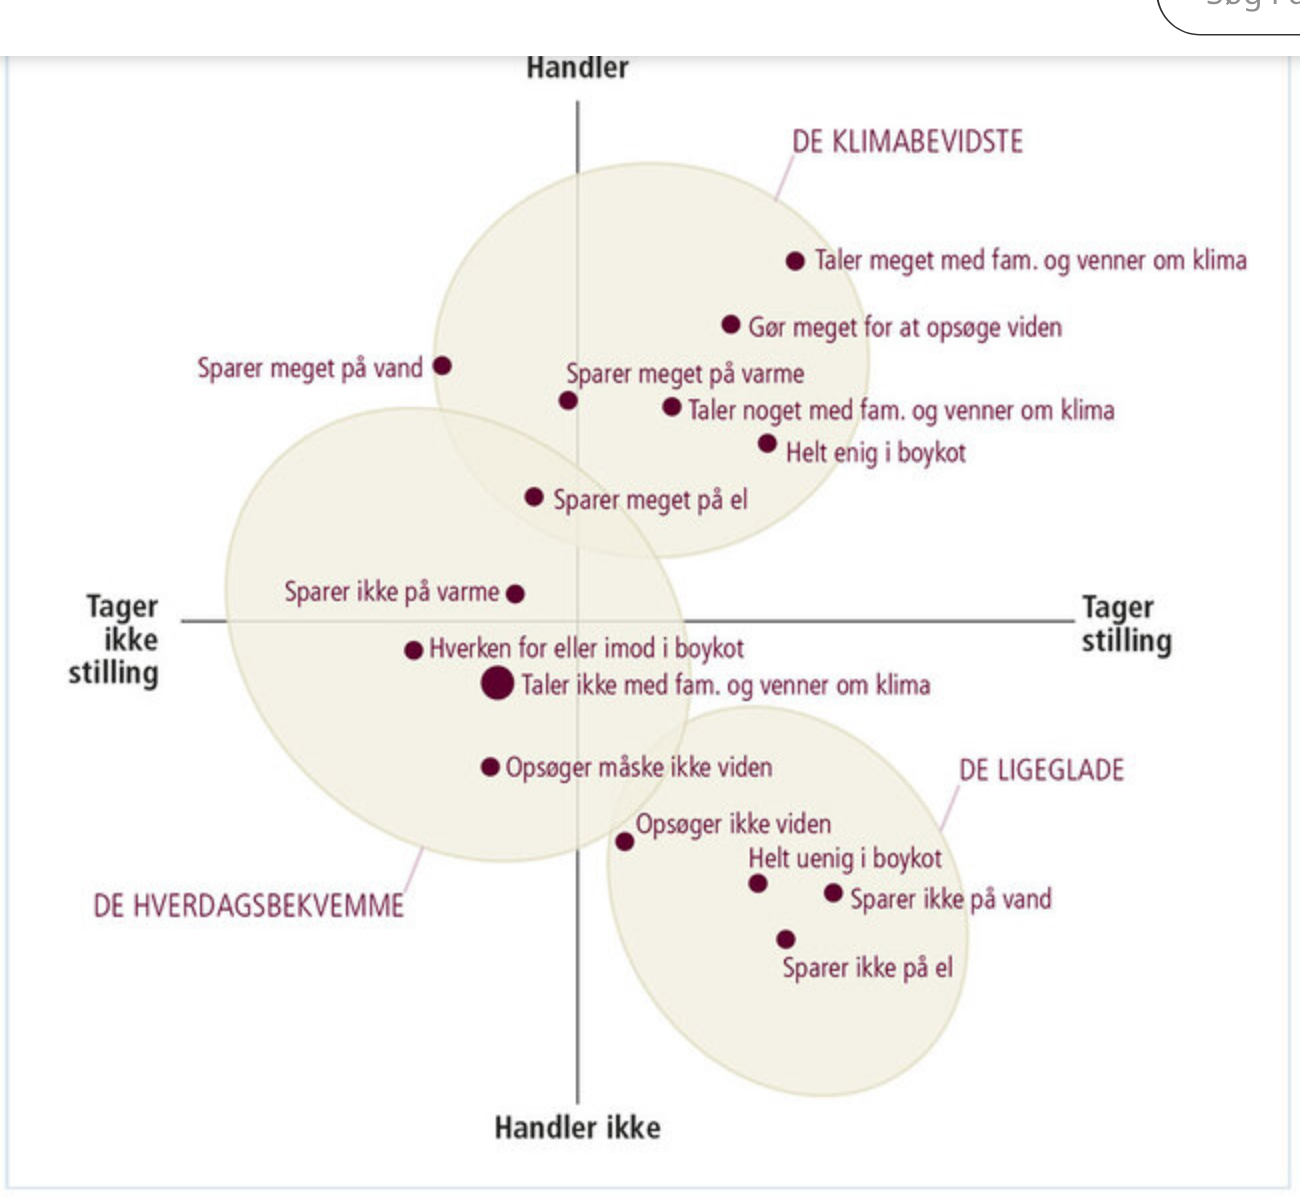 Handler
DE KLIMABEVIDSTE
Taler meget med fam. og venner om klima
Gør meget for at opsøge viden
Sparer meget på vand
Sparer meget på varme
Taler noget med fam. og venner om klima
Helt enig i boykot
Sparer meget på el
Sparer ikke på varme
Tager
ikke
stilling
Tager
stilling
Hverken for eller imod i boykot
Taler ikke med fam. og venner om klima
Opsøger måske ikke viden
DE LIGEGLADE
Opsøger ikke viden
Helt uenig i boykot
Sparer ikke på vand
DE HVERDAGSBEKVEMME
Sparer ikke på el
Handler ikke